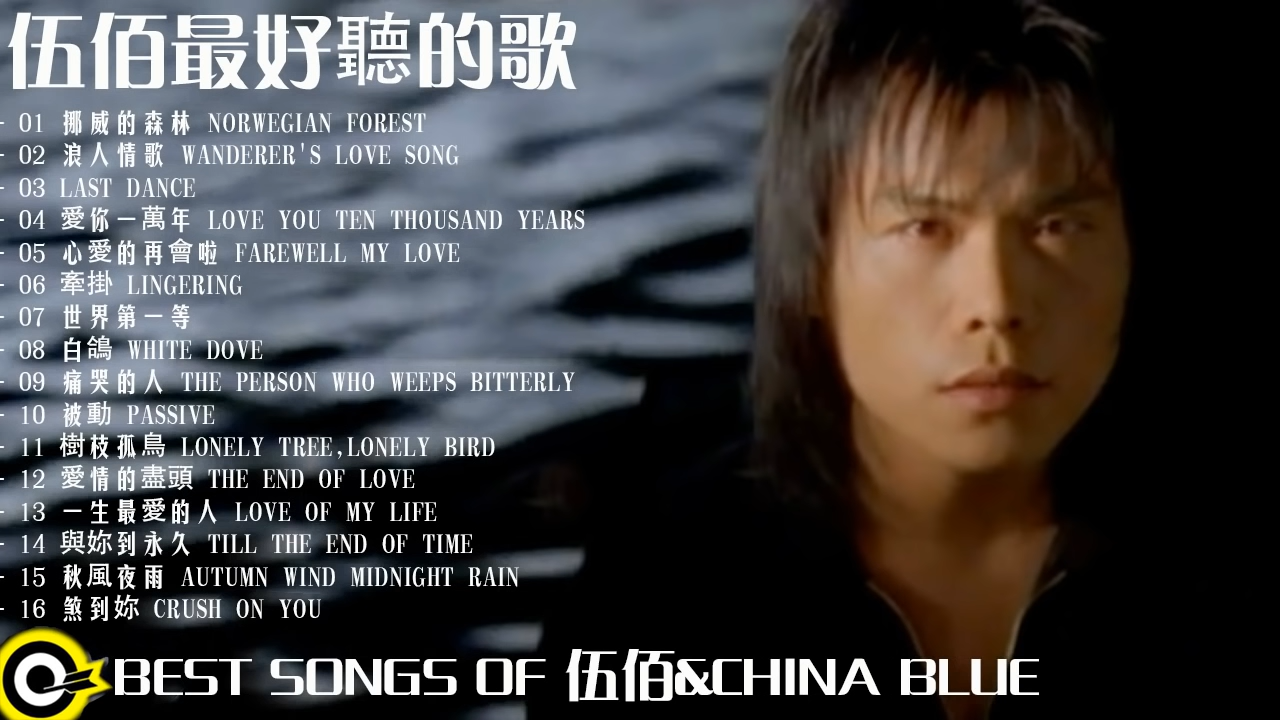 伍佰最好聽的歌
- 01 挪威的森林 NORWEGIAN FOREST
- 02 浪人情歌 WANDERER'S LOVE SONG
- 03 LAST DANCE
- 04 愛你一萬年 LOVE YOU TEN THOUSAND YEARS
- 05 心愛的再會啦 FAREWELL MY LOVE
- 06 牽掛 LINGERING
- 07 世界第一等
- 08 白鴿 WHITE DOVE
- 09 痛哭的人 THE PERSON WHO WEEPS BITTERLY
- 10 被動 PASSIVE
- 11 樹枝孤鳥 LONELY TREE,LONELY BIRD
- 12 愛情的盡頭 THE END OF LOVE
- 13 一生最愛的人 LOVE OF MY LIFE
- 14 與妳到永久 TILL THE END OF TIME
- 15 秋風夜雨 AUTUMN WIND MIDNIGHT RAIN
- 16 煞到妳 CRUSH ON YOU
BEST SONGS OF 伍佰&CHINA BLUE